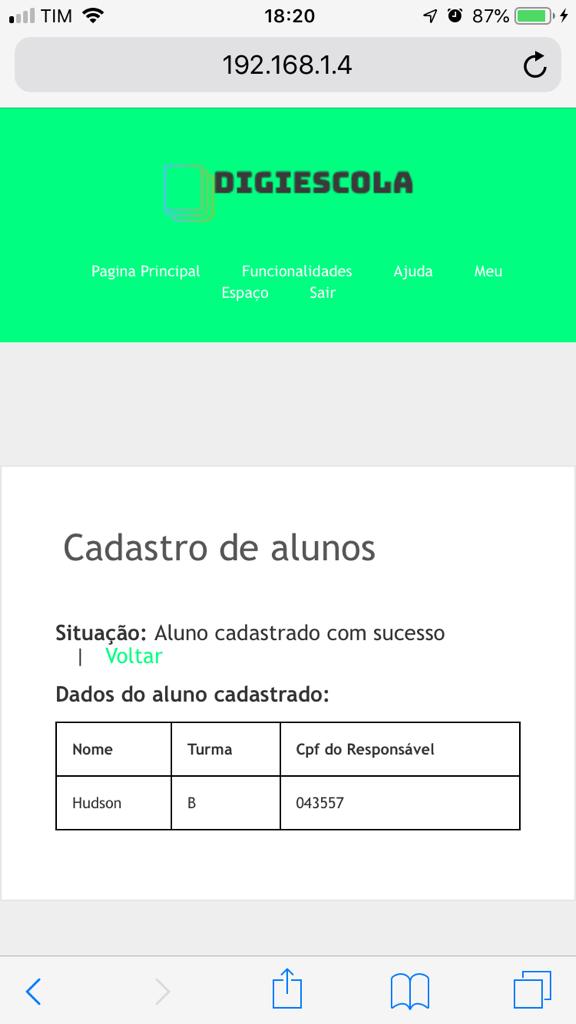 TIM 18:20 87%
192.168.1.4
DIGIESCOLA
Pagina Principal Funcionalidades Ajuda Meu
Espaço Sair
Cadastro de alunos
Situação: Aluno cadastrado com sucesso
| Voltar
Dados do aluno cadastrado:
Nome Turma Cpf do Responsável
Hudson B 043557